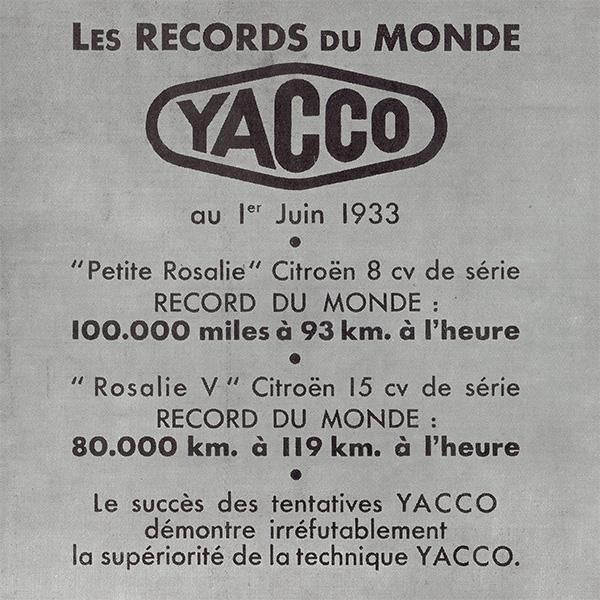 LES RECORDS DU MONDE
YACCO
au 1er Juin 1933
•
"Petite Rosalie" Citroën 8 cv de série
RECORD DU MONDE :
100.000 miles à 93 km. à l'heure
•
"Rosalie V" Citroën 15 cv de série
RECORD DU MONDE :
80.000 km. à 119 km. à l'heure
•
Le succès des tentatives YACCO
démontre irréfutablement
la supériorité de la technique YACCO.